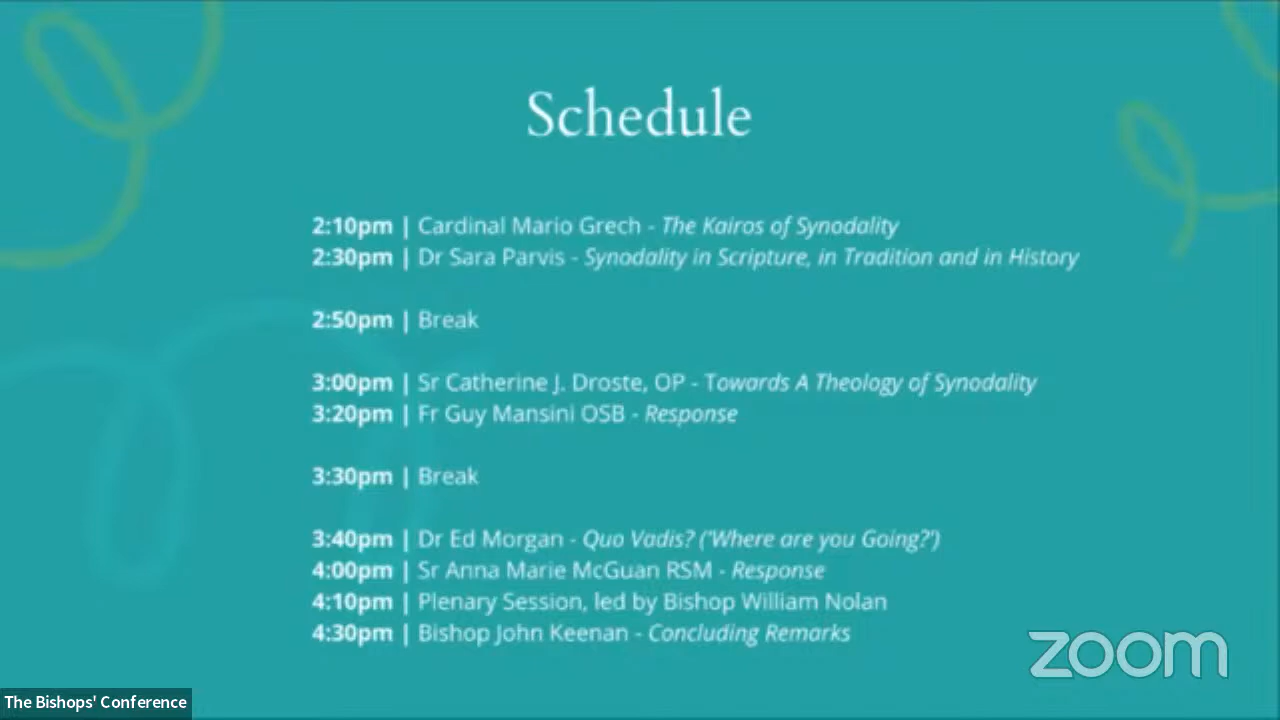 Schedule
2:10pm | Cardinal Mario Grech - The Kairos of Synodality
2:30pm | Dr Sara Parvis - Synodality in Scripture, in Tradition and in History
2:50pm | Break
3:00pm | Sr Catherine J. Droste, OP - Towards A Theology of Synodality
3:20pm | Fr Guy Mansini OSB - Response
3:30pm | Break
3:40pm | Dr Ed Morgan - Quo Vadis? ('Where are you Going?')
4:00pm | Sr Anna Marie McGuan RSM - Response
4:10pm | Plenary Session, led by Bishop William Nolan
4:30pm | Bishop John Keenan - Concluding Remarks
zoom
The Bishops' Conference